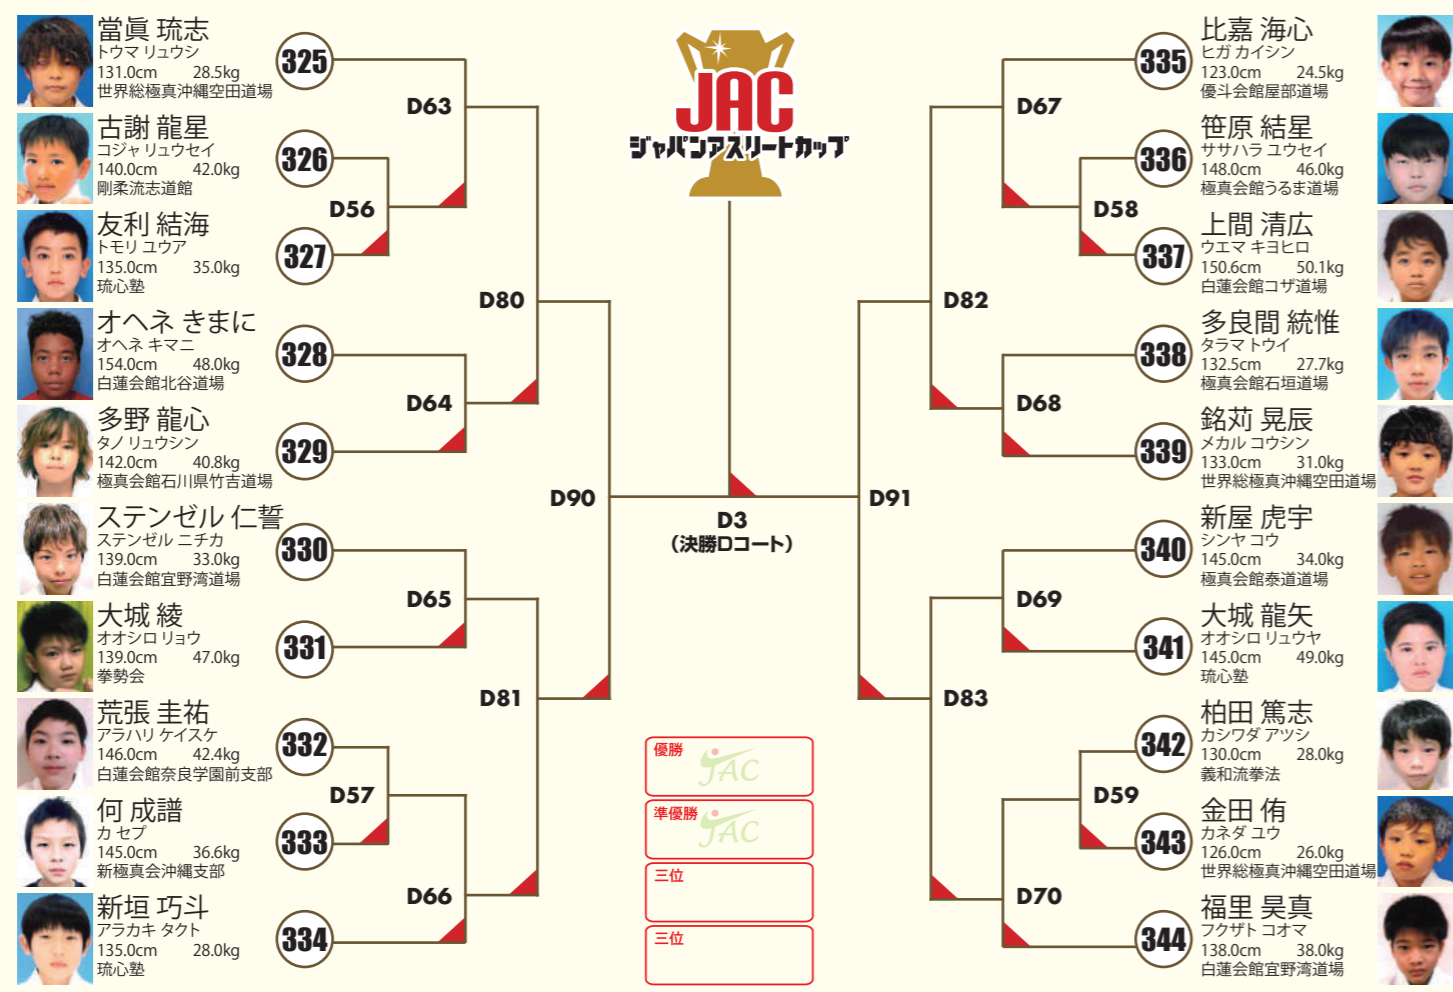 當眞 琉志
トウマ リュウシ
131.0cm 28.5kg
世界総極真沖縄空田道場
325
古謝 龍星
コジャ リュウセイ
140.0cm 42.0kg
剛柔流志道館
326
友利 結海
トモリ ユウア
135.0cm 35.0kg
琉心塾
327
オヘネ きまに
オヘネ キマニ
154.0cm 48.0kg
白蓮会館北谷道場
328
多野 龍心
タノ リュウシン
142.0cm 40.8kg
極真会館石川県竹吉道場
329
ステンゼル 仁誓
ステンゼル ニチカ
139.0cm 33.0kg
白蓮会館宜野湾道場
330
大城 綾
オオシロ リョウ
139.0cm 47.0kg
拳勢会
331
荒張 圭祐
アラハリ ケイスケ
146.0cm 42.4kg
白蓮会館奈良学園前支部
332
何 成譜
カ セプ
145.0cm 36.6kg
新極真会沖縄支部
333
新垣 巧斗
アラカキ タクト
135.0cm 28.0kg
琉心塾
334
D63
D56
D80
D64
D90
D65
D81
D57
D66
JAC
ジャパンアスリートカップ
D3
（決勝Dコート）
優勝
JAC
準優勝
JAC
三位
三位
D67
D58
D82
D68
D91
D69
D83
D59
D70
335
比嘉 海心
ヒガ カイシン
123.0cm 24.5kg
優斗会館屋部道場
336
笹原 結星
ササハラ ユウセイ
148.0cm 46.0kg
極真会館うるま道場
337
上間 清広
ウエマ キヨヒロ
150.6cm 50.1kg
白蓮会館コザ道場
338
多良間 統惟
タラマ トウイ
132.5cm 27.7kg
極真会館石垣道場
339
銘苅 晃辰
メカル コウシン
133.0cm 31.0kg
世界総極真沖縄空田道場
340
新屋 虎宇
シンヤ コウ
145.0cm 34.0kg
極真会館泰道道場
341
大城 龍矢
オオシロ リュウヤ
145.0cm 49.0kg
琉心塾
342
柏田 篤志
カシワダ アツシ
130.0cm 28.0kg
義和流拳法
343
金田 侑
カネダ ユウ
126.0cm 26.0kg
世界総極真沖縄空田道場
344
福里 昊真
フクザト コオマ
138.0cm 38.0kg
白蓮会館宜野湾道場